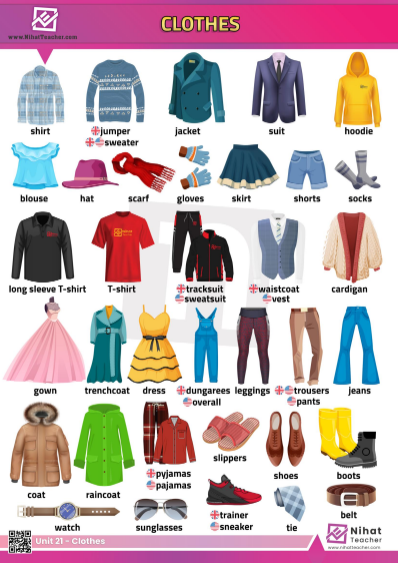 CLOTHES
www.NihatTeacher.com
shirt
jumper
sweater
jacket
suit
hoodie
blouse
hat
scarf
gloves
skirt
shorts
socks
long sleeve T-shirt
T-shirt
tracksuit
sweatsuit
waistcoat
vest
cardigan
gown
trenchcoat
dress
dungarees
overall
leggings
trousers
pants
jeans
coat
raincoat
pyjamas
pajamas
slippers
shoes
boots
watch
sunglasses
trainer
sneaker
tie
belt
Unit 21 - Clothes
Nihat
Teacher
www.nihatteacher.com